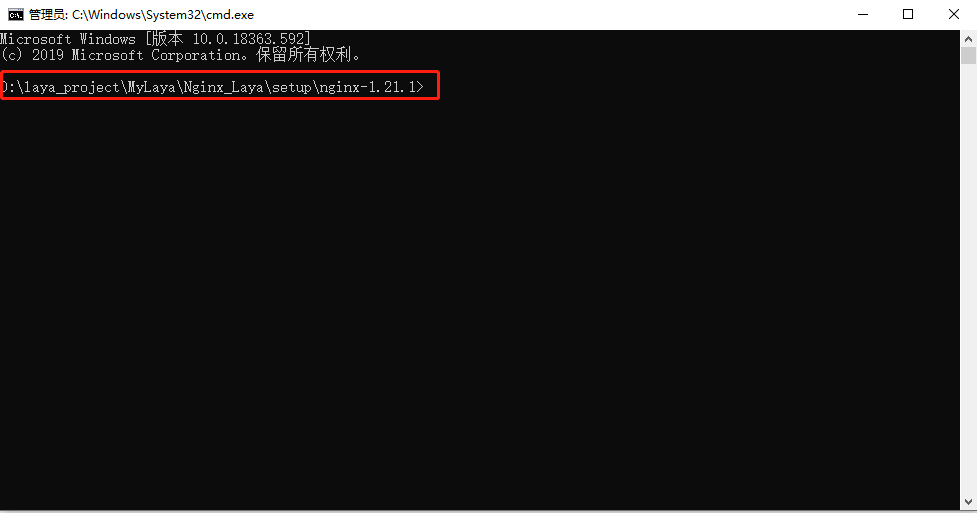 管理员: C:\Windows\System32\cmd.exe
Microsoft Windows [版本 10.0.18363.592]
(c) 2019 Microsoft Corporation。保留所有权利。
D:\laya_project\MyLaya\Nginx_Laya\setup\nginx-1.21.1>